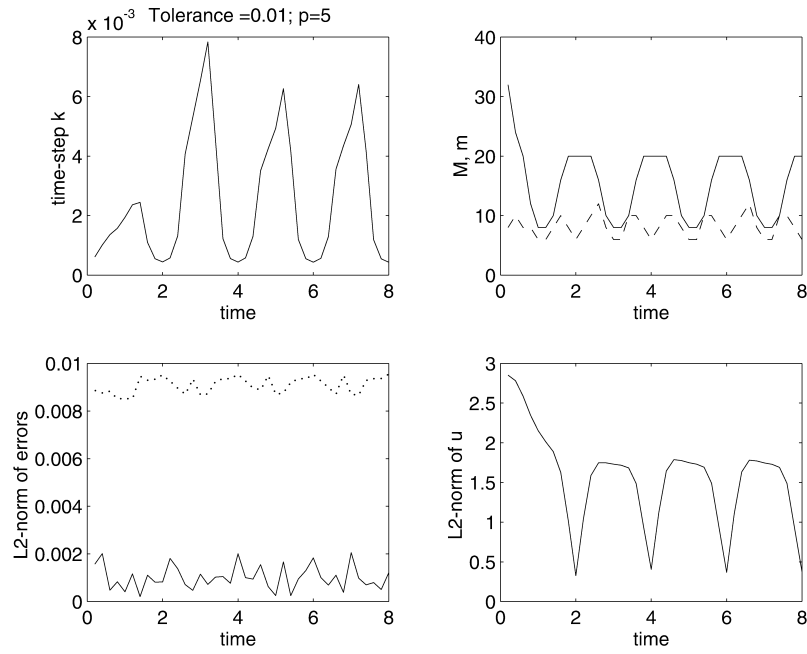 x 10⁻³ Tolerance =0.01; p=5
8
6
4
2
0
time-step k
0 2 4 6 8
time
40
30
20
10
0
M, m
0 2 4 6 8
time
0.01
0.008
0.006
0.004
0.002
0
L2-norm of errors
0 2 4 6 8
time
3
2.5
2
1.5
1
0.5
0
L2-norm of u
0 2 4 6 8
time